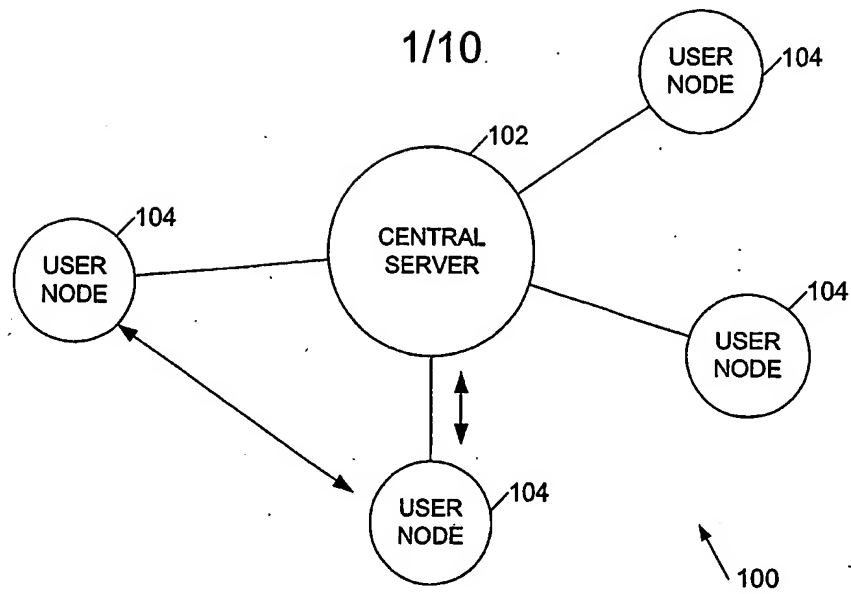 1/10
USER
NODE
104
102
CENTRAL
SERVER
104
USER
NODE
104
USER
NODE
USER
NODE
104
100